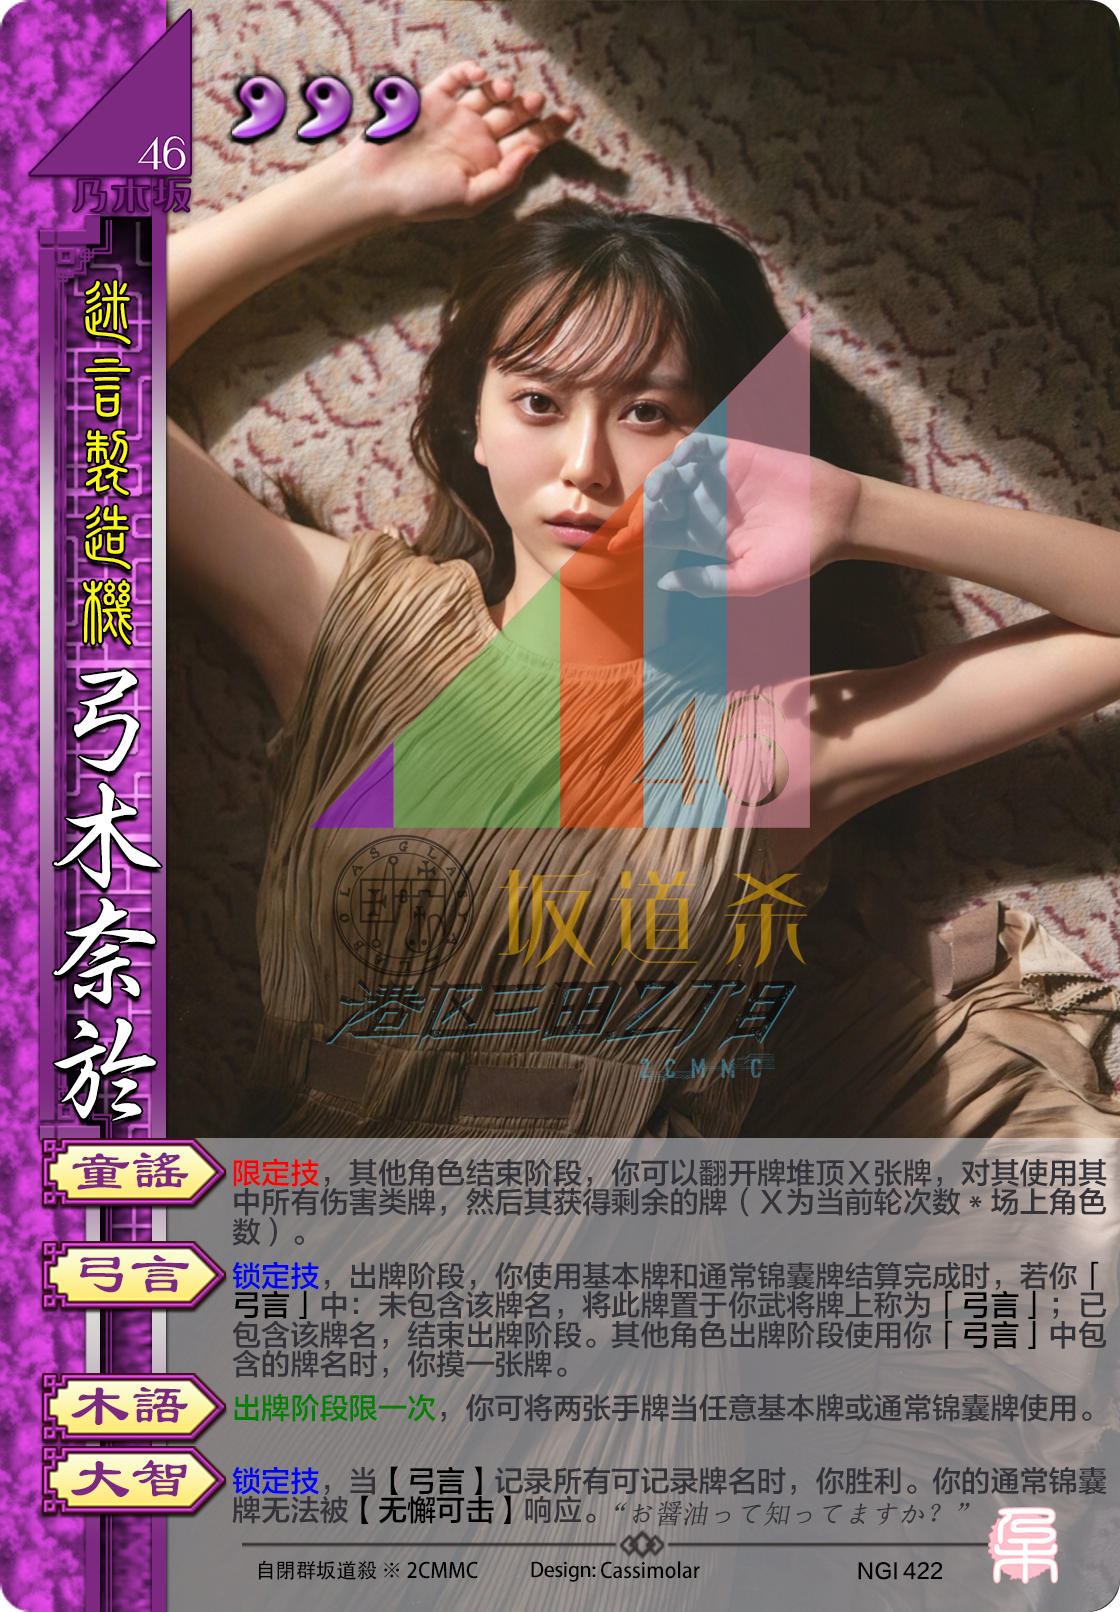 46
乃木坂
迷言製造機
弓木奈於
46
坂道杀
港区三田2丁目
2CMMC
童謠
限定技，其他角色结束阶段，你可以翻开牌堆顶X张牌，对其使用其
中所有伤害类牌，然后其获得剩余的牌（X为当前轮次数*场上角色
数）。
弓言
锁定技，出牌阶段，你使用基本牌和通常锦囊牌结算完成时，若你「
弓言」中：未包含该牌名，将此牌置于你武将牌上称为「弓言」；已
包含该牌名，结束出牌阶段。其他角色出牌阶段使用你「弓言」中包
含的牌名时，你摸一张牌。
木語
出牌阶段限一次，你可将两张手牌当任意基本牌或通常锦囊牌使用。
大智
锁定技，当【弓言】记录所有可记录牌名时，你胜利。你的通常锦囊
牌无法被【无懈可击】响应。“お醤油って知ってますか？”
自閉群坂道殺 ※ 2CMMC Design: Cassimolar NGI 422